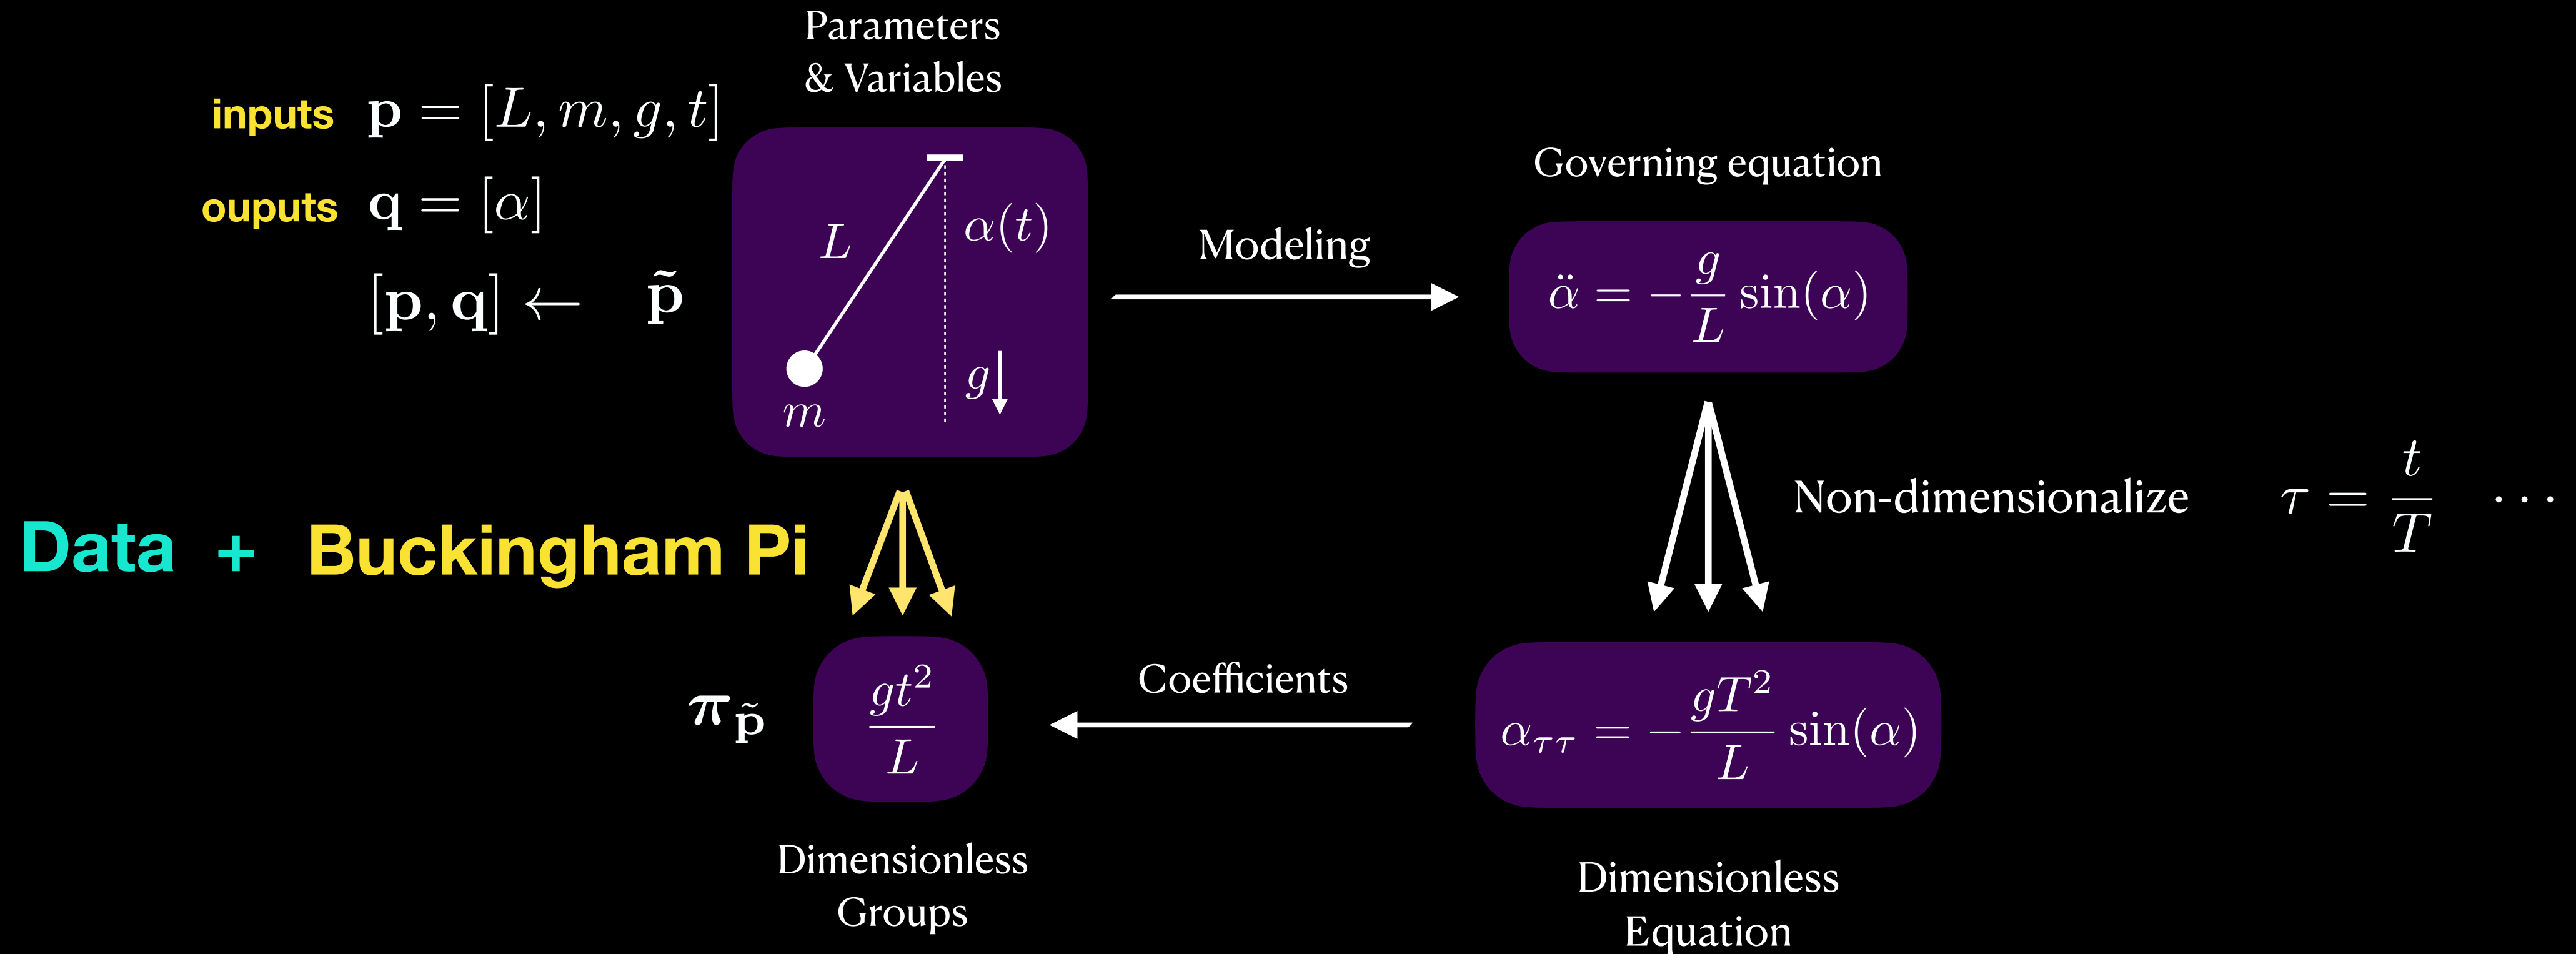 Parameters
& Variables
inputs p = [L, m, g, t]
ouputs q = [α]
[p, q] ← p̃
L
α(t)
g
m
Modeling
Governing equation
α̈ = −g/L sin(α)
Non-dimensionalize τ = t/T ···
Data + Buckingham Pi
π_p̃
gt²/L
Coefficients
α_ττ = −gT²/L sin(α)
Dimensionless
Groups
Dimensionless
Equation